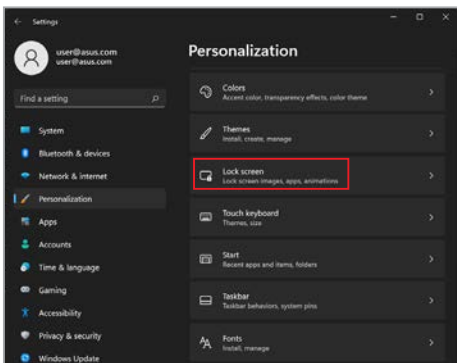 Settings
user@asus.com
user@asus.com
Find a setting
System
Bluetooth & devices
Network & internet
Personalization
Apps
Accounts
Time & language
Gaming
Accessibility
Privacy & security
Windows Update
Personalization
Colors
Accent color, transparency effects, color theme
Themes
Install, create, manage
Lock screen
Lock screen images, apps, animations
Touch keyboard
Themes, size
Start
Recent apps and items, folders
Taskbar
Taskbar behaviors, system pins
Fonts
Install, manage